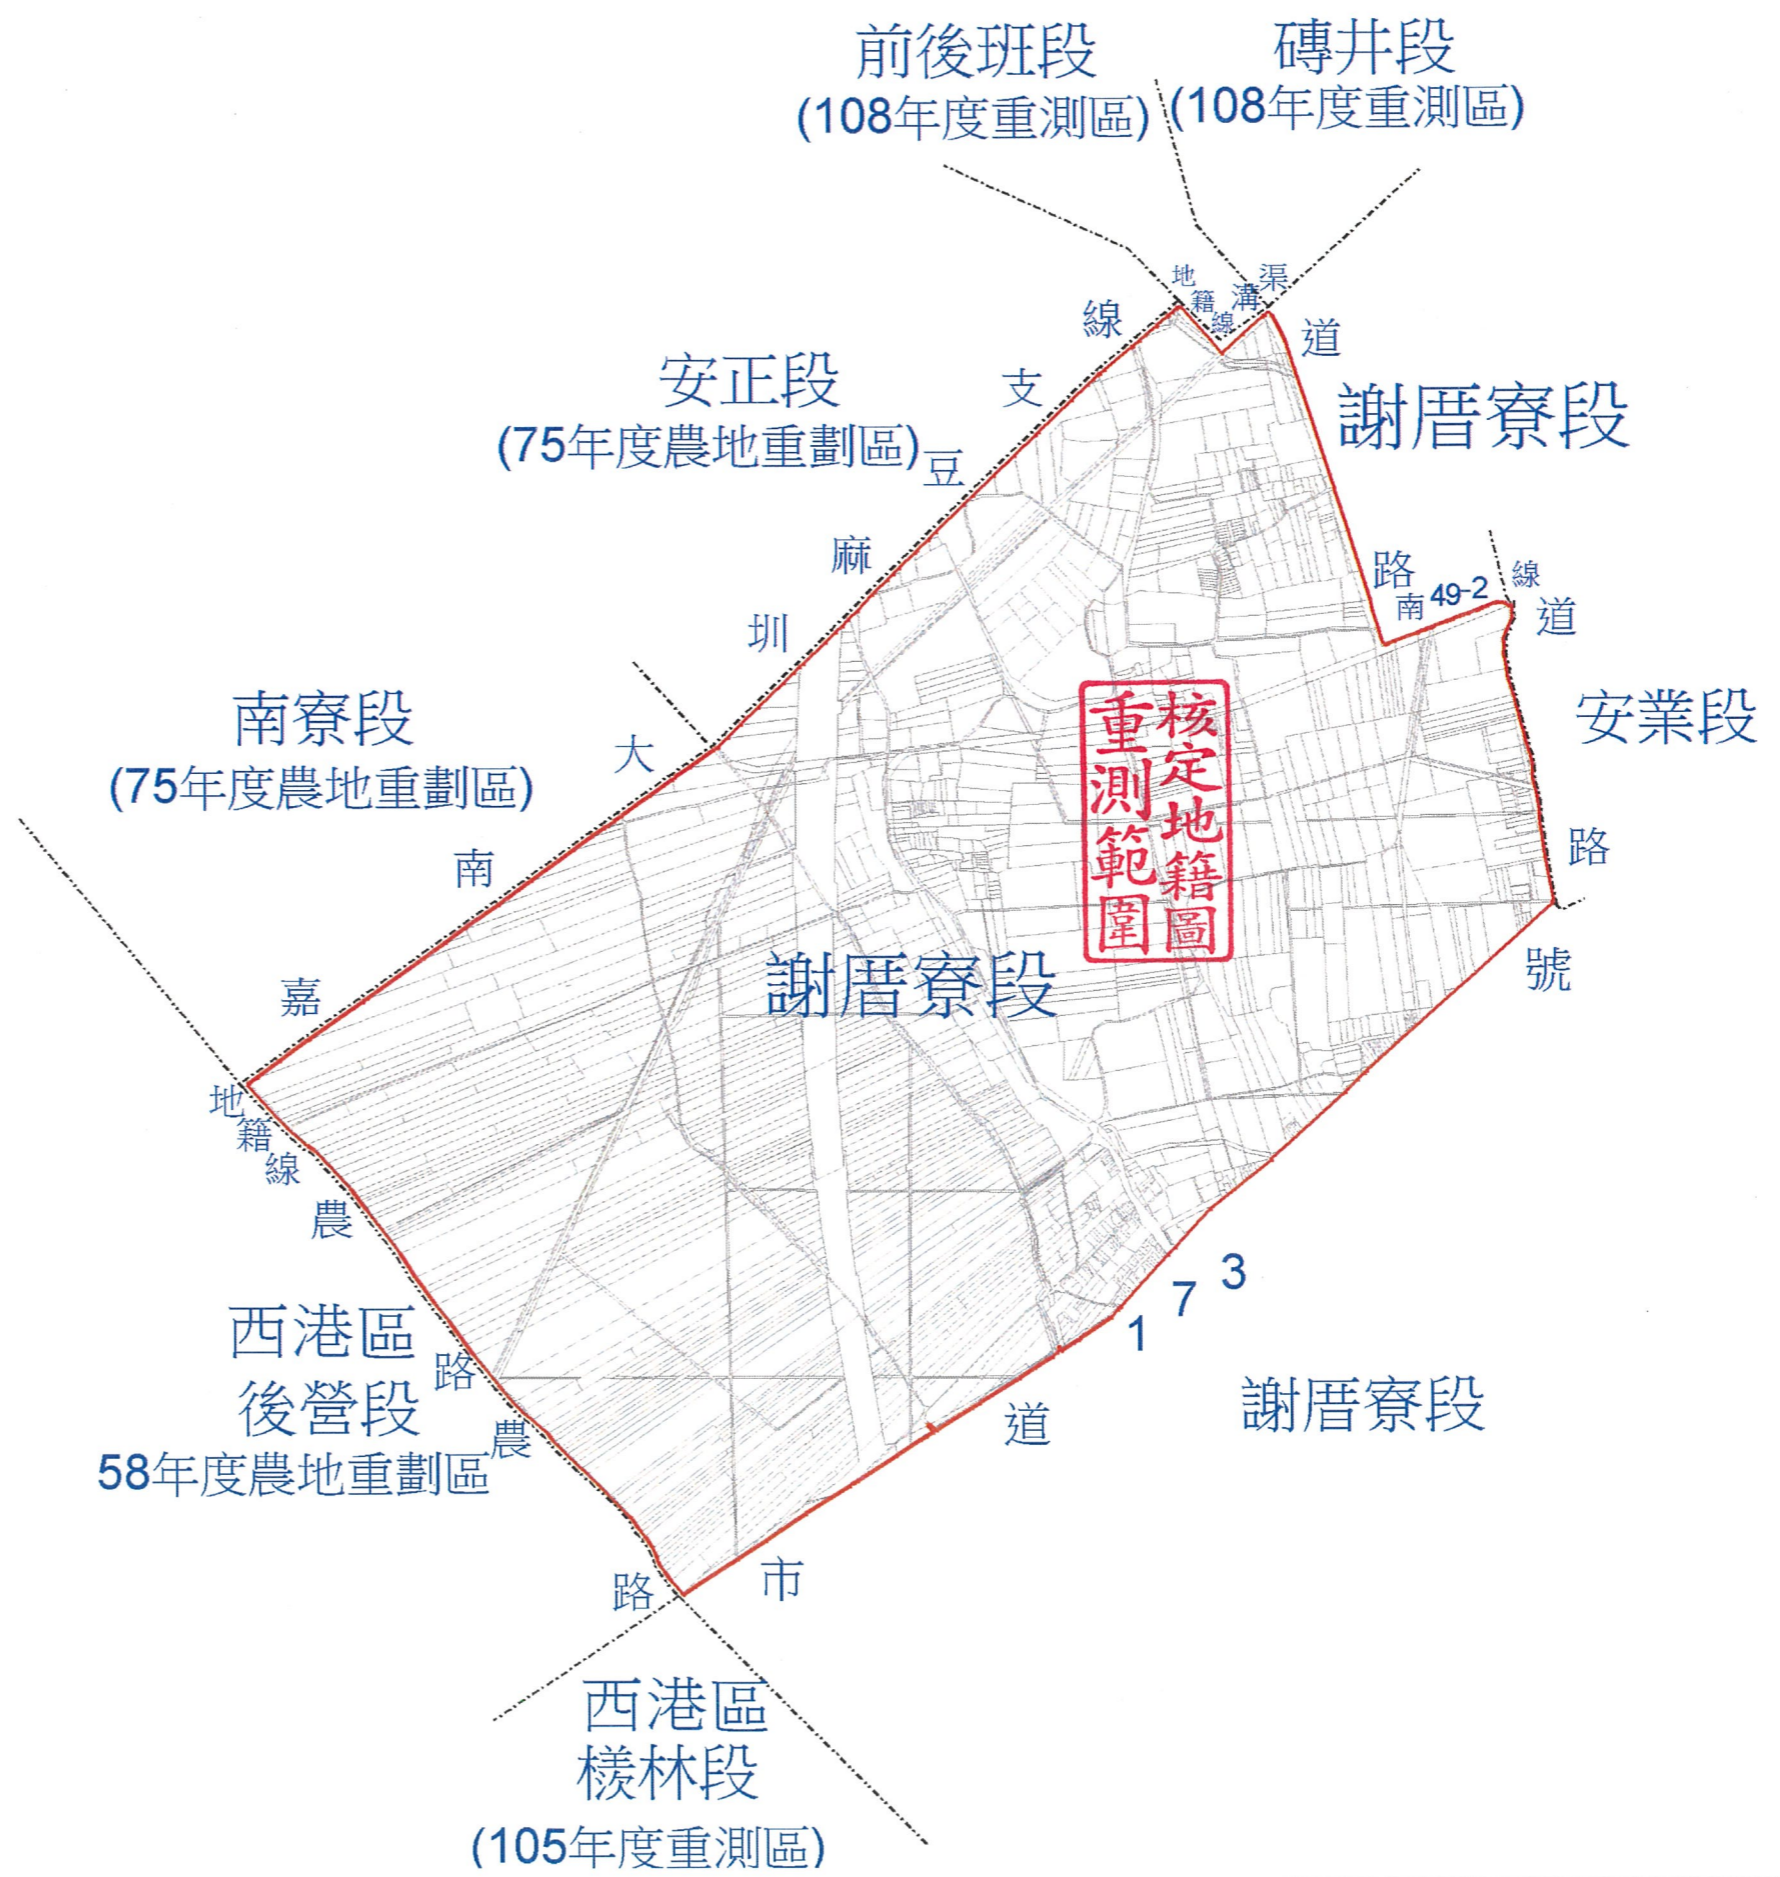 前後班段
(108年度重測區)
磚井段
(108年度重測區)
地籍線
溝渠
道路
謝厝寮段
安正段
(75年度農地重劃區)
南49-2線
道路
安業段
南寮段
(75年度農地重劃區)
嘉南大圳麻豆支線
核定地籍圖
重測範圍
謝厝寮段
地籍線
農路
農路
西港區
後營段
58年度農地重劃區
市道173號
謝厝寮段
西港區
檨林段
(105年度重測區)